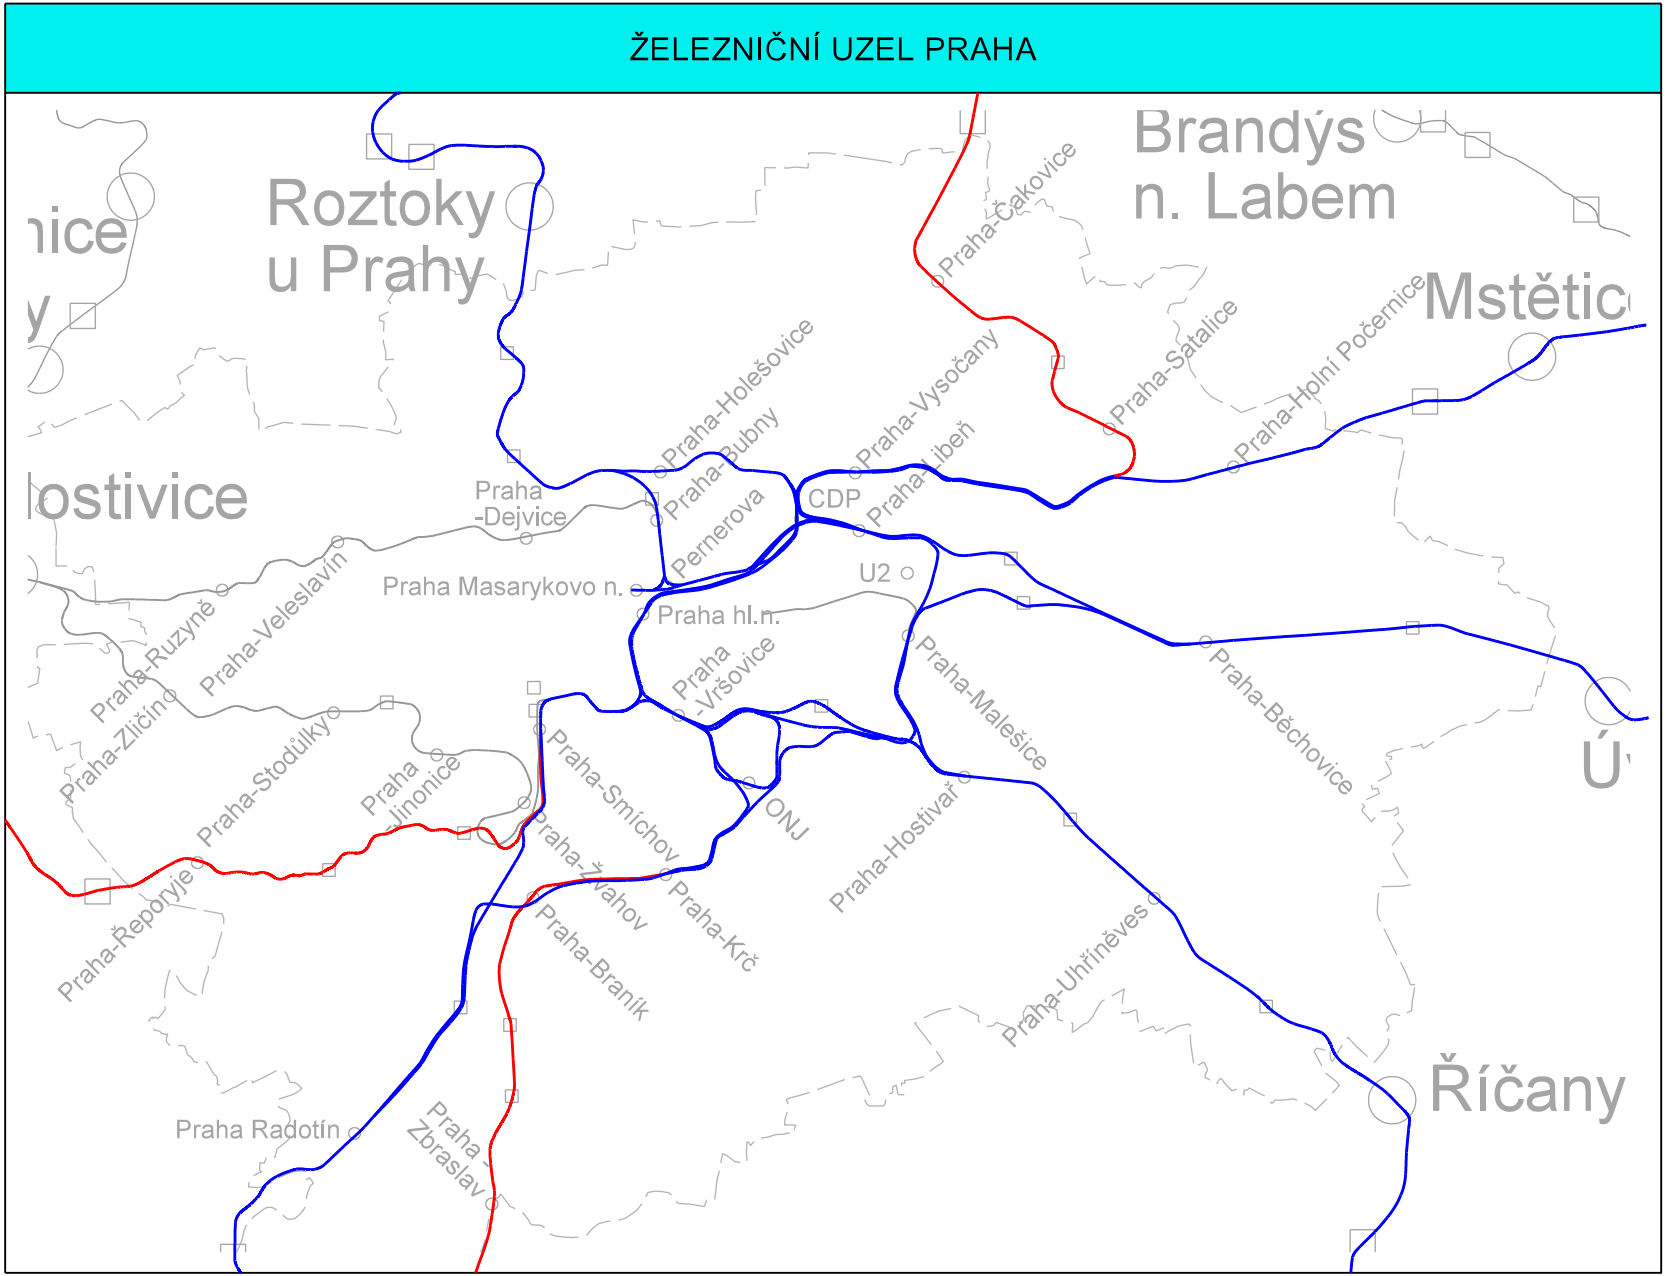 ŽELEZNIČNÍ UZEL PRAHA
Brandýs
n. Labem
Roztoky
u Prahy
Praha-Čakovice
Praha-Satalice
Praha-Holní Počernice
Praha-Holešovice
Praha-Bubny
Praha-Vysočany
Praha-Libeň
Praha
-Dejvice
Pernerova
CDP
Praha Masarykovo n.
U2
Praha hl.n.
Praha-Ruzyně
Praha-Veleslavín
Praha-Zličín
Praha-Stodůlky
Praha
-Jinonice
Praha
-Vršovice
Praha-Malešice
Praha-Běchovice
Praha-Smíchov
Praha-Žvahov
ONJ
Praha-Hostivař
Praha-Řeporyje
Praha-Krč
Praha-Braník
Praha-Uhříněves
Říčany
Praha Radotín
Praha -
Zbraslav